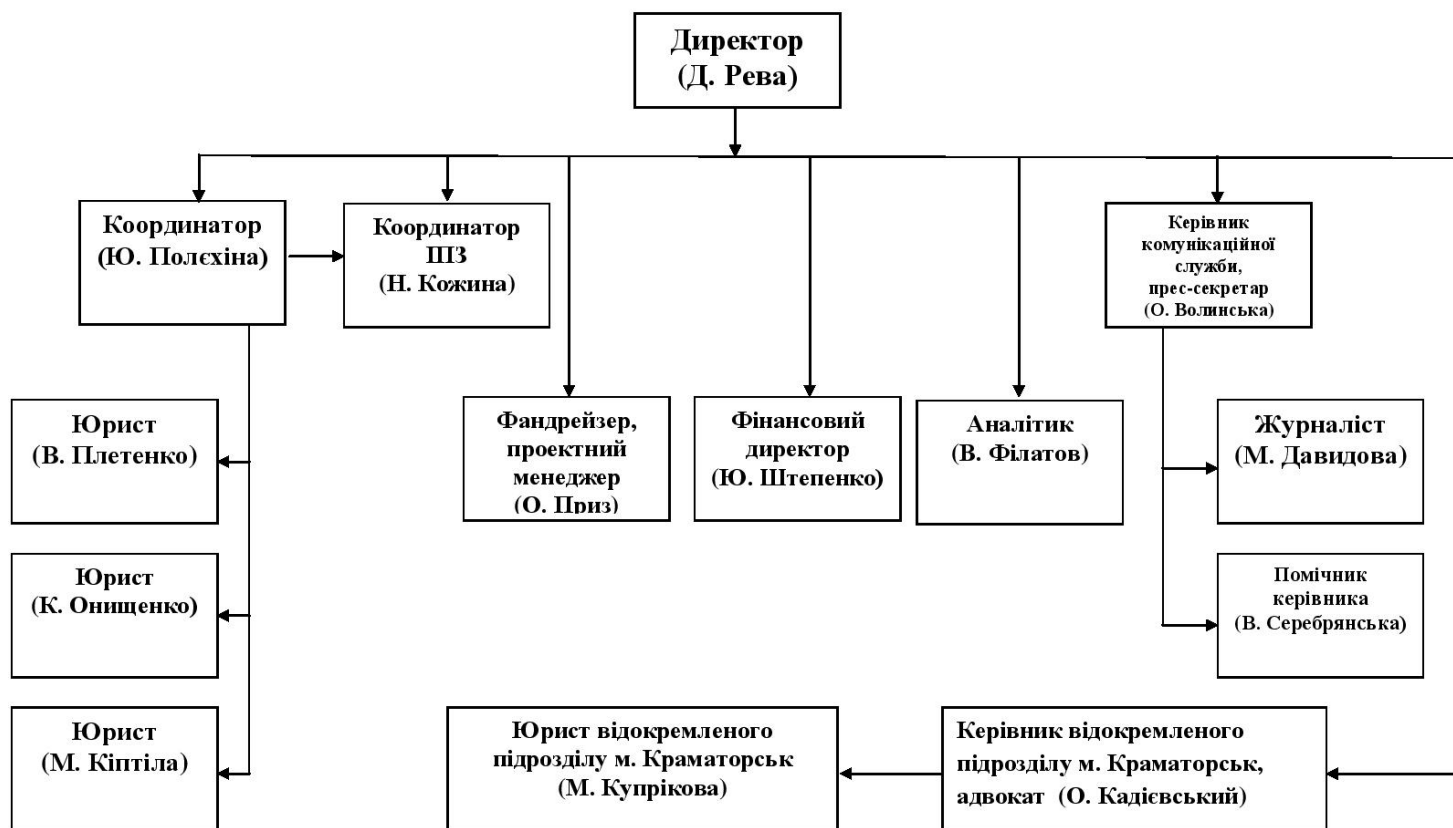 Директор
(Д. Рева)
Координатор
(Ю. Полєхіна)
Координатор
ІПЗ
(Н. Кожина)
Керівник
комунікаційної
служби,
прес-секретар
(О. Волинська)
Юрист
(В. Плетенко)
Фандрейзер,
проектний
менеджер
(О. Приз)
Фінансовий
директор
(Ю. Штепенко)
Аналітик
(В. Філатов)
Журналіст
(М. Давидова)
Юрист
(К. Онищенко)
Помічник
керівника
(В. Серебрянська)
Юрист
(М. Кіптіла)
Юрист відокремленого
підрозділу м. Краматорськ
(М. Купрікова)
Керівник відокремленого
підрозділу м. Краматорськ,
адвокат (О. Кадієвський)